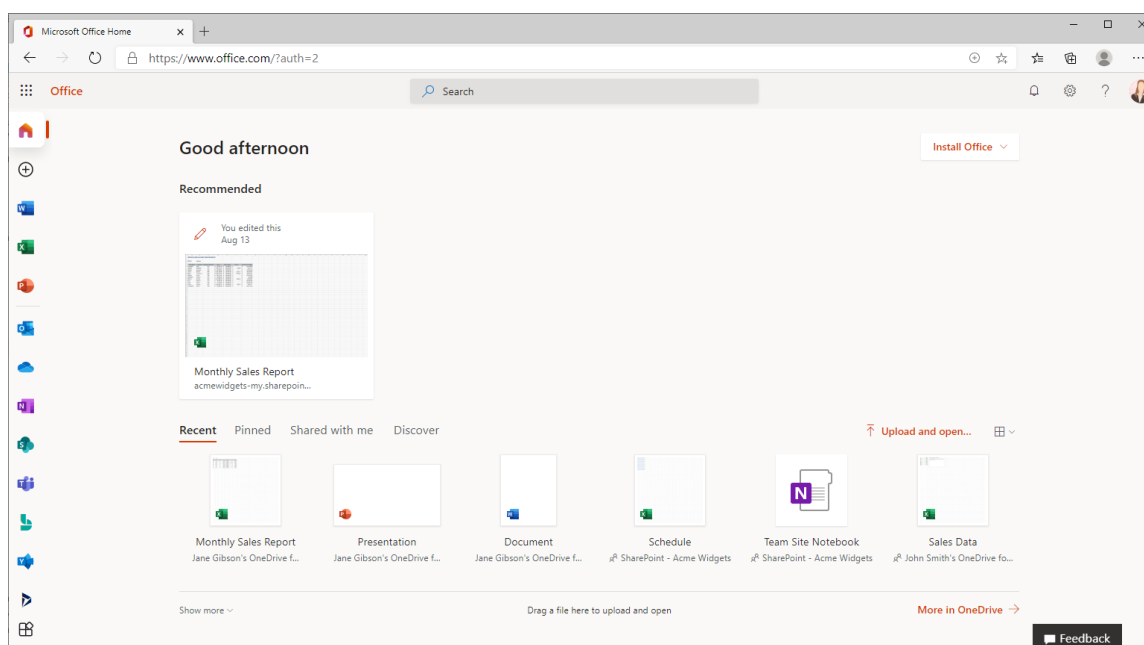 Microsoft Office Home
https://www.office.com/?auth=2
Office
Search
Good afternoon
Install Office
Recommended
You edited this
Aug 13
Monthly Sales Report
acmewidgets-my.sharepoin...
Recent Pinned Shared with me Discover
Upload and open...
Monthly Sales Report Presentation Document Schedule Team Site Notebook Sales Data
Jane Gibson's OneDrive f... Jane Gibson's OneDrive f... Jane Gibson's OneDrive f... SharePoint - Acme Widgets SharePoint - Acme Widgets John Smith's OneDrive fo...
Show more Drag a file here to upload and open More in OneDrive
Feedback